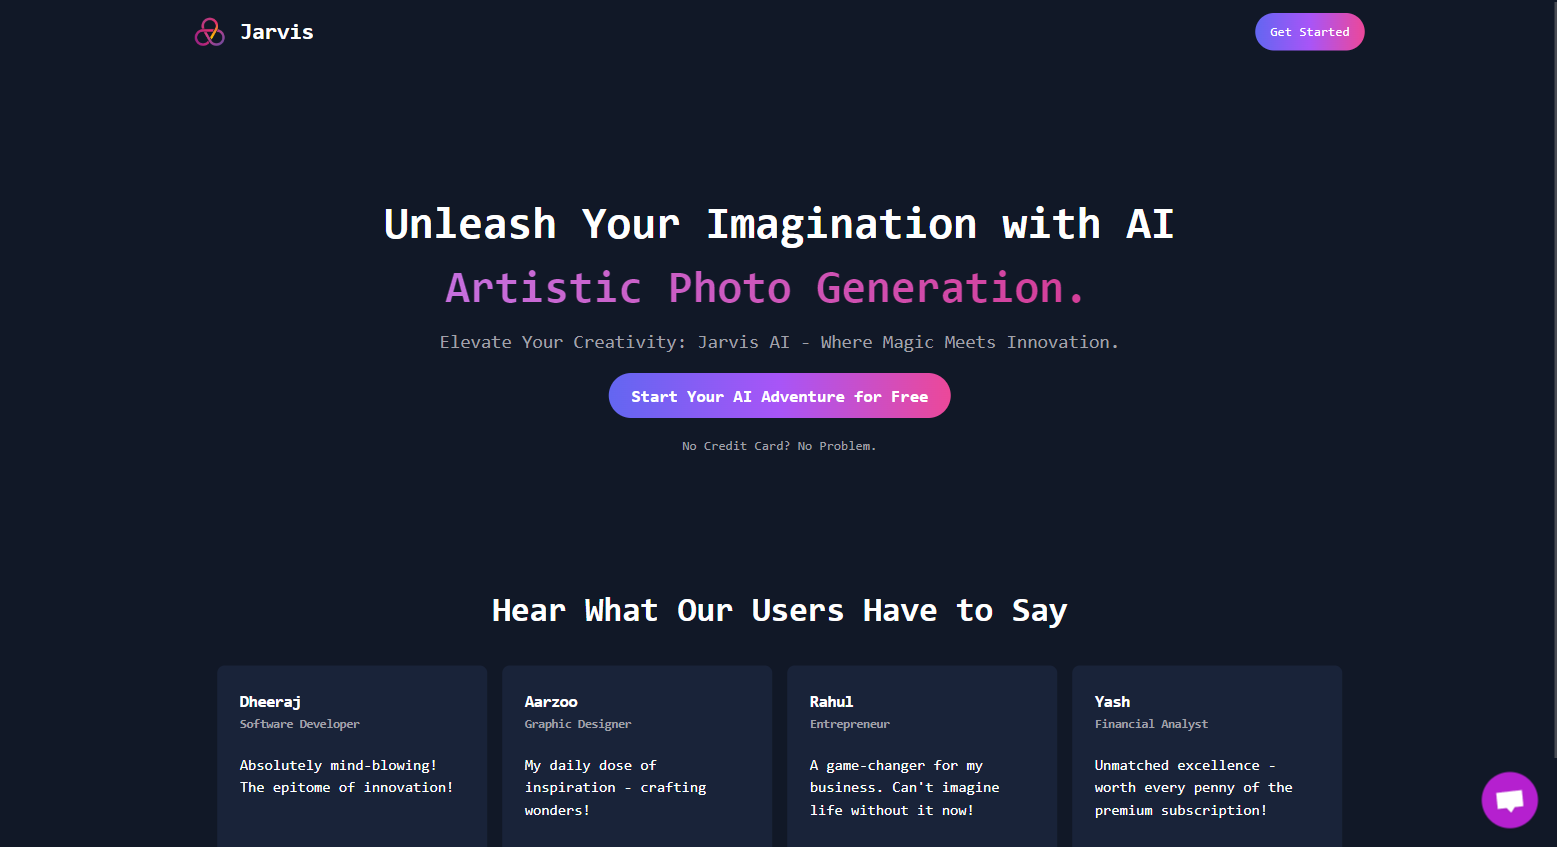 Jarvis
Get Started
Unleash Your Imagination with AI
Artistic Photo Generation.
Elevate Your Creativity: Jarvis AI - Where Magic Meets Innovation.
Start Your AI Adventure for Free
No Credit Card? No Problem.
Hear What Our Users Have to Say
Dheeraj
Software Developer
Absolutely mind-blowing!
The epitome of innovation!
Aarzoo
Graphic Designer
My daily dose of
inspiration - crafting
wonders!
Rahul
Entrepreneur
A game-changer for my
business. Can't imagine
life without it now!
Yash
Financial Analyst
Unmatched excellence -
worth every penny of the
premium subscription!